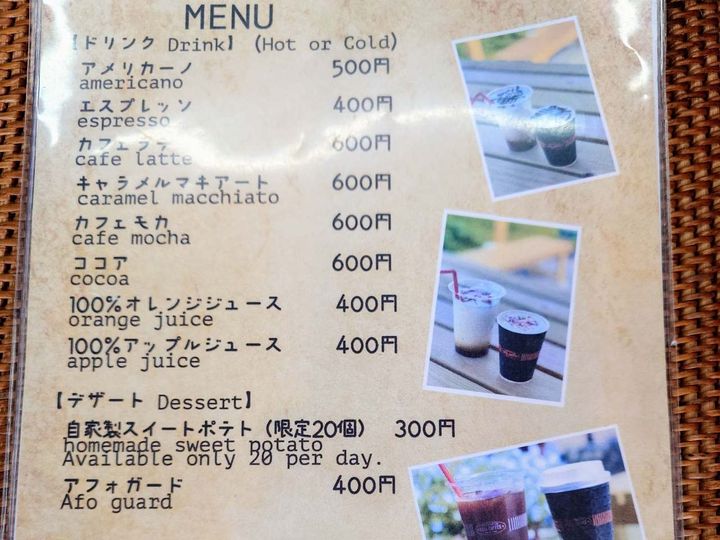 MENU
【ドリンク Drink】 (Hot or Cold)
アメリカーノ 500円
americano
エスプレッソ 400円
espresso
カフェラテ 600円
cafe latte
キャラメルマキアート 600円
caramel macchiato
カフェモカ 600円
cafe mocha
ココア 600円
cocoa
100%オレンジジュース 400円
orange juice
100%アップルジュース 400円
apple juice
【デザート Dessert】
自家製スイートポテト (限定20個) 300円
homemade sweet potato
Available only 20 per day.
アフォガード 400円
Afo guard